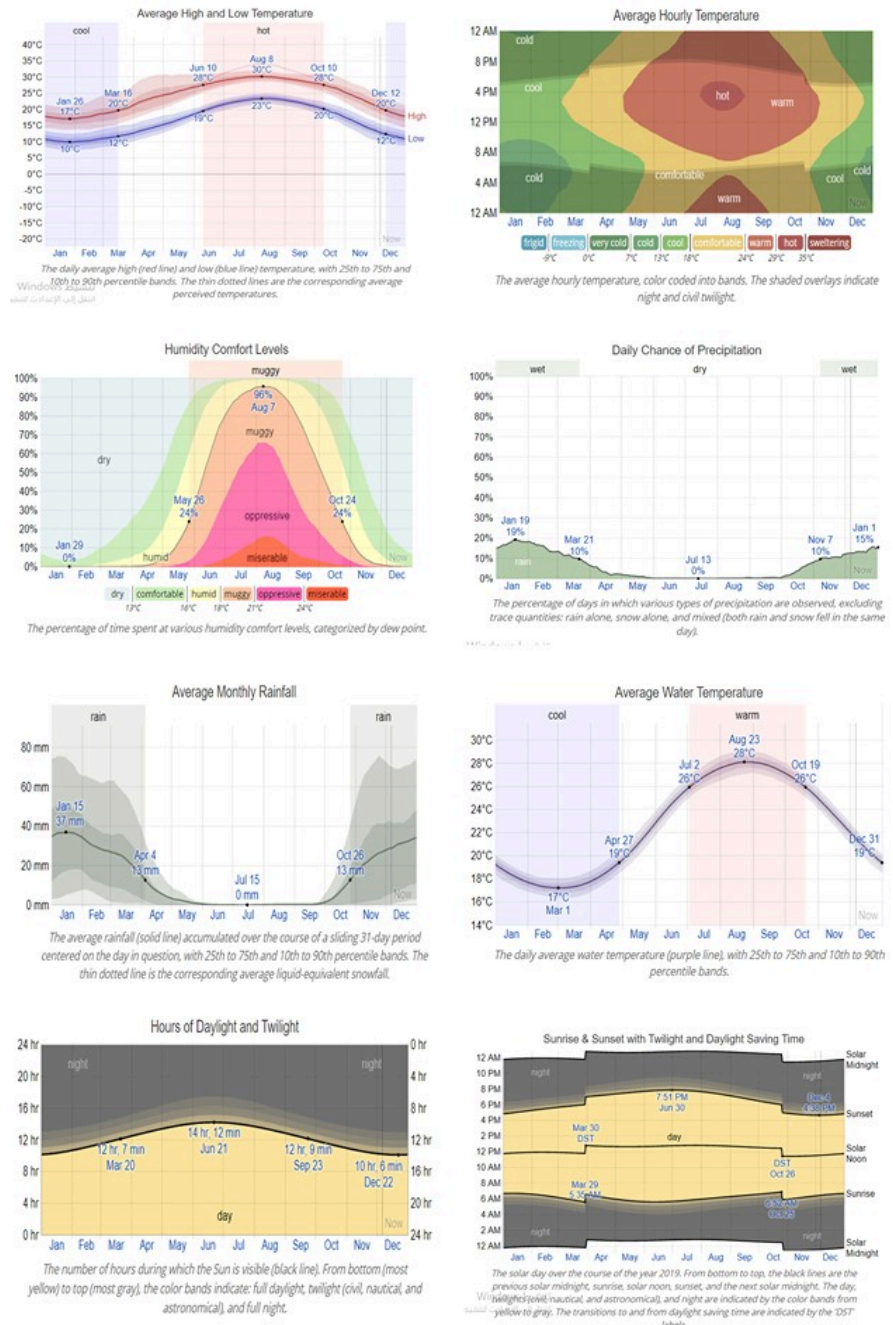 Average High and Low Temperature
cool
hot
40°C
35°C
30°C
25°C
20°C
15°C
10°C
5°C
0°C
-5°C
-10°C
-15°C
-20°C
Jan 26
17°C
Mar 16
20°C
Jun 10
28°C
Aug 8
30°C
Oct 10
28°C
Dec 12
20°C
High
10°C
12°C
19°C
23°C
20°C
12°C
Low
Now
Jan Feb Mar Apr May Jun Jul Aug Sep Oct Nov Dec
The daily average high (red line) and low (blue line) temperature, with 25th to 75th and
10th to 90th percentile bands. The thin dotted lines are the corresponding average
perceived temperatures.
Windows
Average Hourly Temperature
12 AM
8 PM
4 PM
12 PM
8 AM
4 AM
12 AM
cold
cool
hot
warm
cold
comfortable
warm
cool
cold
Now
Jan Feb Mar Apr May Jun Jul Aug Sep Oct Nov Dec
frigid freezing very cold cold cool comfortable warm hot sweltering
-9°C 0°C 7°C 13°C 18°C 24°C 29°C 35°C
The average hourly temperature, color coded into bands. The shaded overlays indicate
night and civil twilight.
Humidity Comfort Levels
muggy
100%
90%
80%
70%
60%
50%
40%
30%
20%
10%
0%
96%
Aug 7
muggy
dry
May 26
24%
Oct 24
24%
oppressive
Jan 29
0%
humid
miserable
Now
Jan Feb Mar Apr May Jun Jul Aug Sep Oct Nov Dec
dry comfortable humid muggy oppressive miserable
13°C 16°C 18°C 21°C 24°C
The percentage of time spent at various humidity comfort levels, categorized by dew point.
Daily Chance of Precipitation
wet
dry
wet
100%
90%
80%
70%
60%
50%
40%
30%
20%
10%
0%
Jan 19
19%
Mar 21
10%
Jul 13
0%
Nov 7
10%
Jan 1
15%
rain
Now
Jan Feb Mar Apr May Jun Jul Aug Sep Oct Nov Dec
The percentage of days in which various types of precipitation are observed, excluding
trace quantities: rain alone, snow alone, and mixed (both rain and snow fell in the same
day).
Average Monthly Rainfall
rain
rain
80 mm
60 mm
40 mm
20 mm
0 mm
Jan 15
37 mm
Apr 4
13 mm
Jul 15
0 mm
Oct 26
13 mm
Now
Jan Feb Mar Apr May Jun Jul Aug Sep Oct Nov Dec
The average rainfall (solid line) accumulated over the course of a sliding 31-day period
centered on the day in question, with 25th to 75th and 10th to 90th percentile bands. The
thin dotted line is the corresponding average liquid-equivalent snowfall.
Average Water Temperature
cool
warm
30°C
28°C
26°C
24°C
22°C
20°C
18°C
16°C
14°C
Aug 23
28°C
Jul 2
26°C
Oct 19
26°C
Apr 27
19°C
Dec 31
19°C
17°C
Mar 1
Now
Jan Feb Mar Apr May Jun Jul Aug Sep Oct Nov Dec
The daily average water temperature (purple line), with 25th to 75th and 10th to 90th
percentile bands.
Hours of Daylight and Twilight
24 hr
20 hr
16 hr
12 hr
8 hr
4 hr
0 hr
0 hr
4 hr
8 hr
12 hr
16 hr
20 hr
24 hr
night
night
12 hr, 7 min
Mar 20
14 hr, 12 min
Jun 21
12 hr, 9 min
Sep 23
10 hr, 6 min
Dec 22
day
Now
Jan Feb Mar Apr May Jun Jul Aug Sep Oct Nov Dec
The number of hours during which the Sun is visible (black line). From bottom (most
yellow) to top (most gray), the color bands indicate: full daylight, twilight (civil, nautical, and
astronomical), and full night.
Sunrise & Sunset with Twilight and Daylight Saving Time
12 AM
10 PM
8 PM
6 PM
4 PM
2 PM
12 PM
10 AM
8 AM
6 AM
4 AM
2 AM
12 AM
Solar
Midnight
Sunset
Solar
Noon
Sunrise
Solar
Midnight
night
night
7:51 PM
Jun 30
Dec 4
4:38 PM
Mar 30
DST
day
DST
Oct 26
Mar 29
5:35 AM
Oct 25
night
night
Jan Feb Mar Apr May Jun Jul Aug Sep Oct Nov Dec
The solar day over the course of the year 2019. From bottom to top, the black lines are the
previous solar midnight, sunrise, solar noon, sunset, and the next solar midnight. The day,
twilights (civil, nautical, and astronomical), and night are indicated by the color bands from
yellow to gray. The transitions to and from daylight saving time are indicated by the 'DST'
labels.